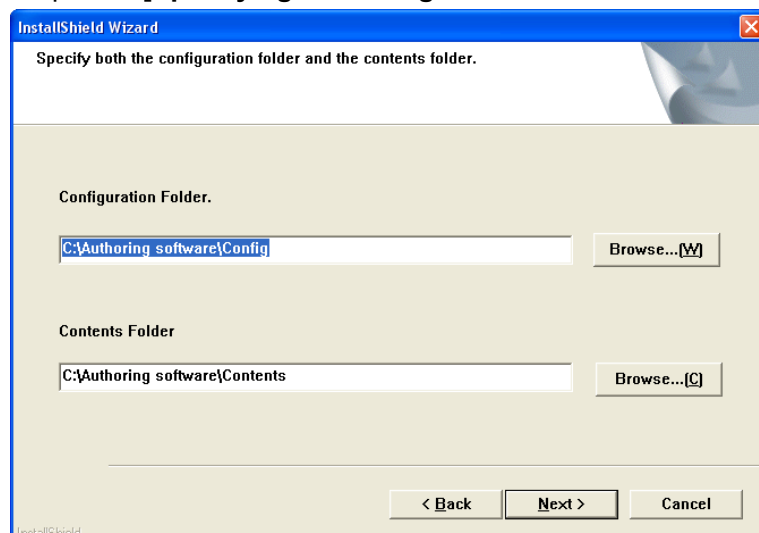 InstallShield Wizard
Specify both the configuration folder and the contents folder.
Configuration Folder.
C:\Authoring software\Config
Browse...(W)
Contents Folder
C:\Authoring software\Contents
Browse...(C)
< Back Next > Cancel
InstallShield